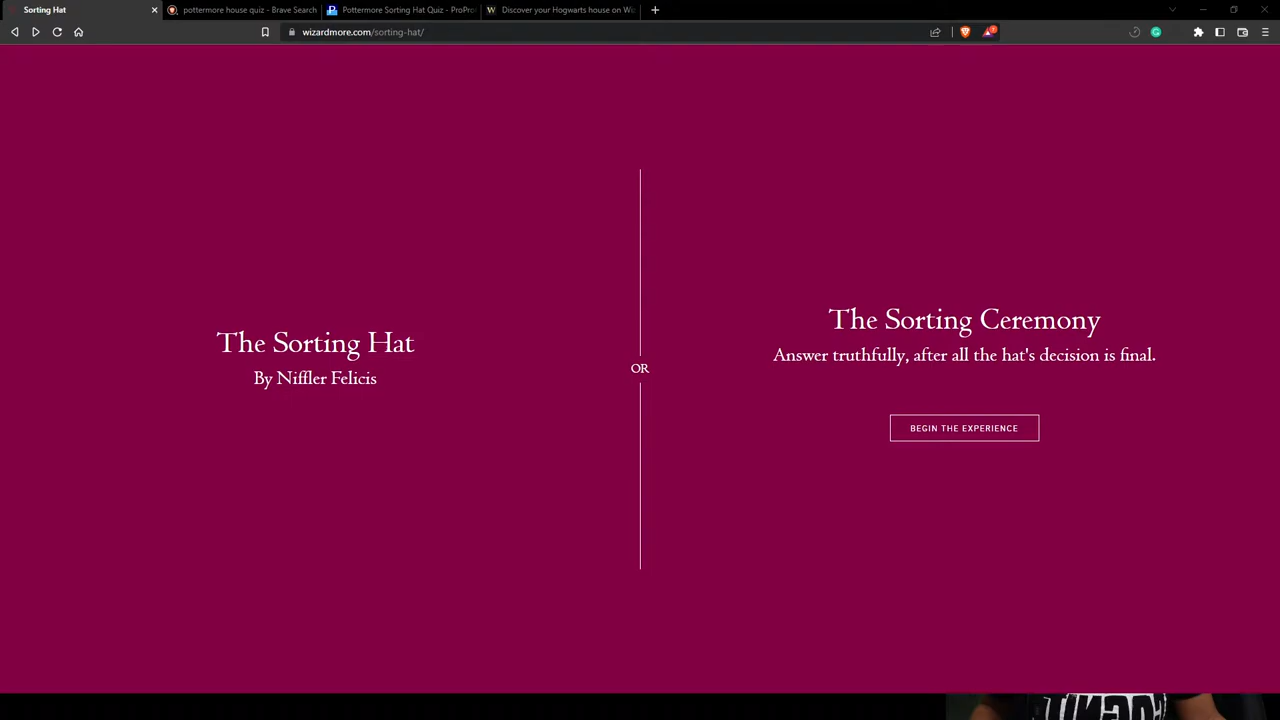 Sorting Hat
pottermore house quiz - Brave Search
Pottermore Sorting Hat Quiz - ProPro
Discover your Hogwarts house on Wi
wizardmore.com/sorting-hat/
The Sorting Hat
By Niffler Felicis
OR
The Sorting Ceremony
Answer truthfully, after all the hat's decision is final.
BEGIN THE EXPERIENCE